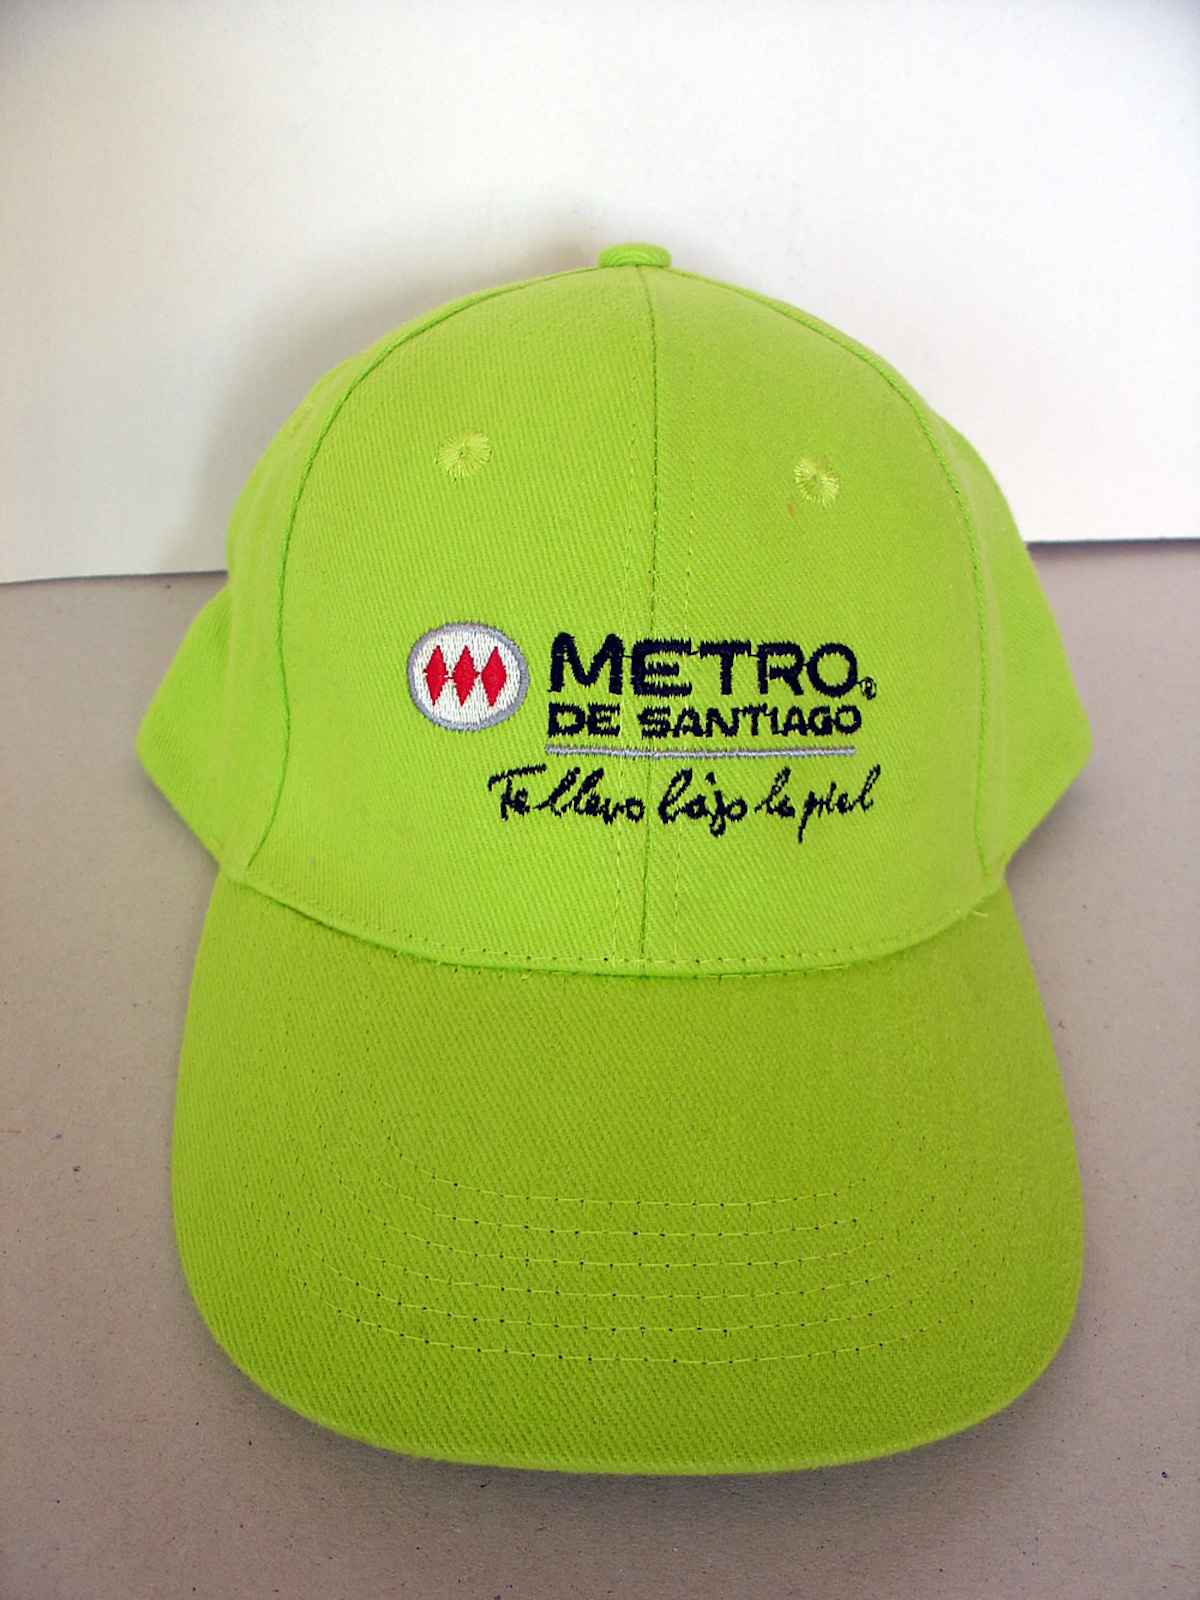 METRO®
DE SANTIAGO
Te llevo bajo la piel